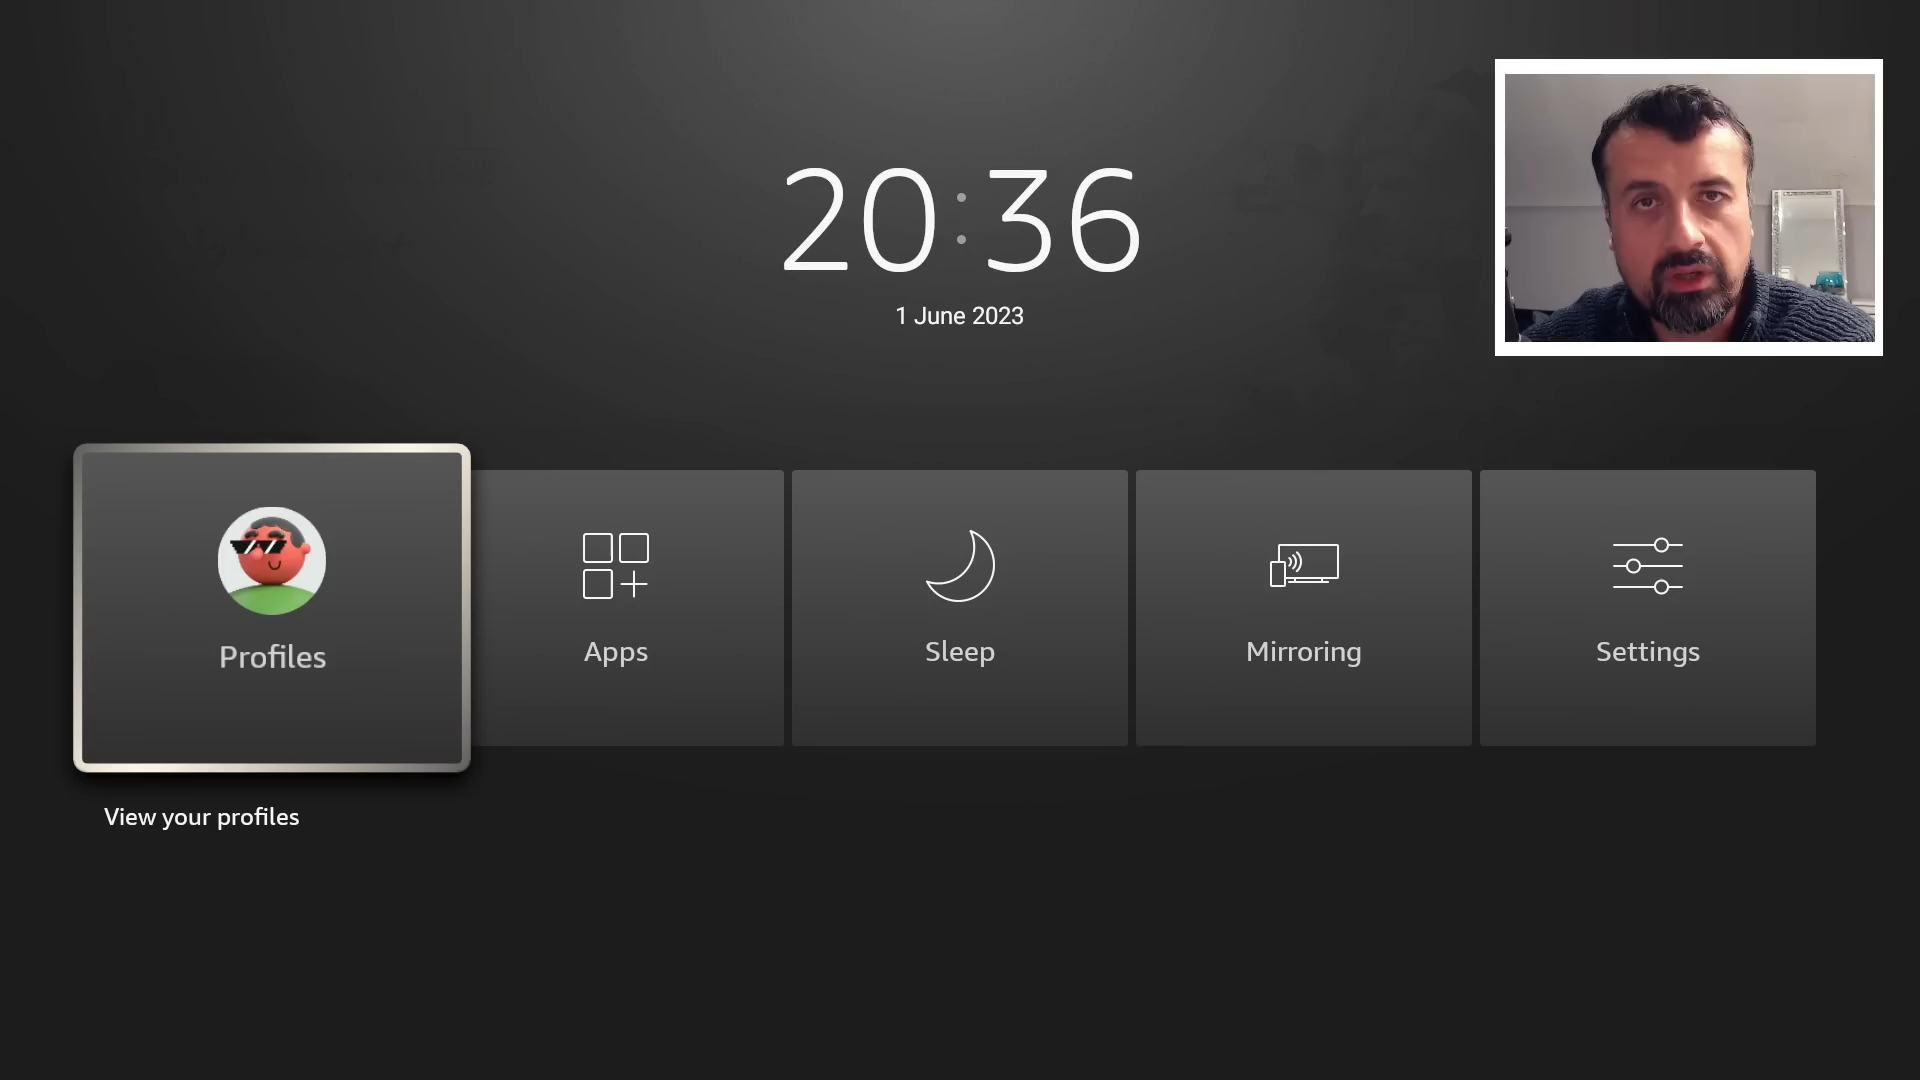 20:36
1 June 2023
Profiles
Apps
Sleep
Mirroring
Settings
View your profiles